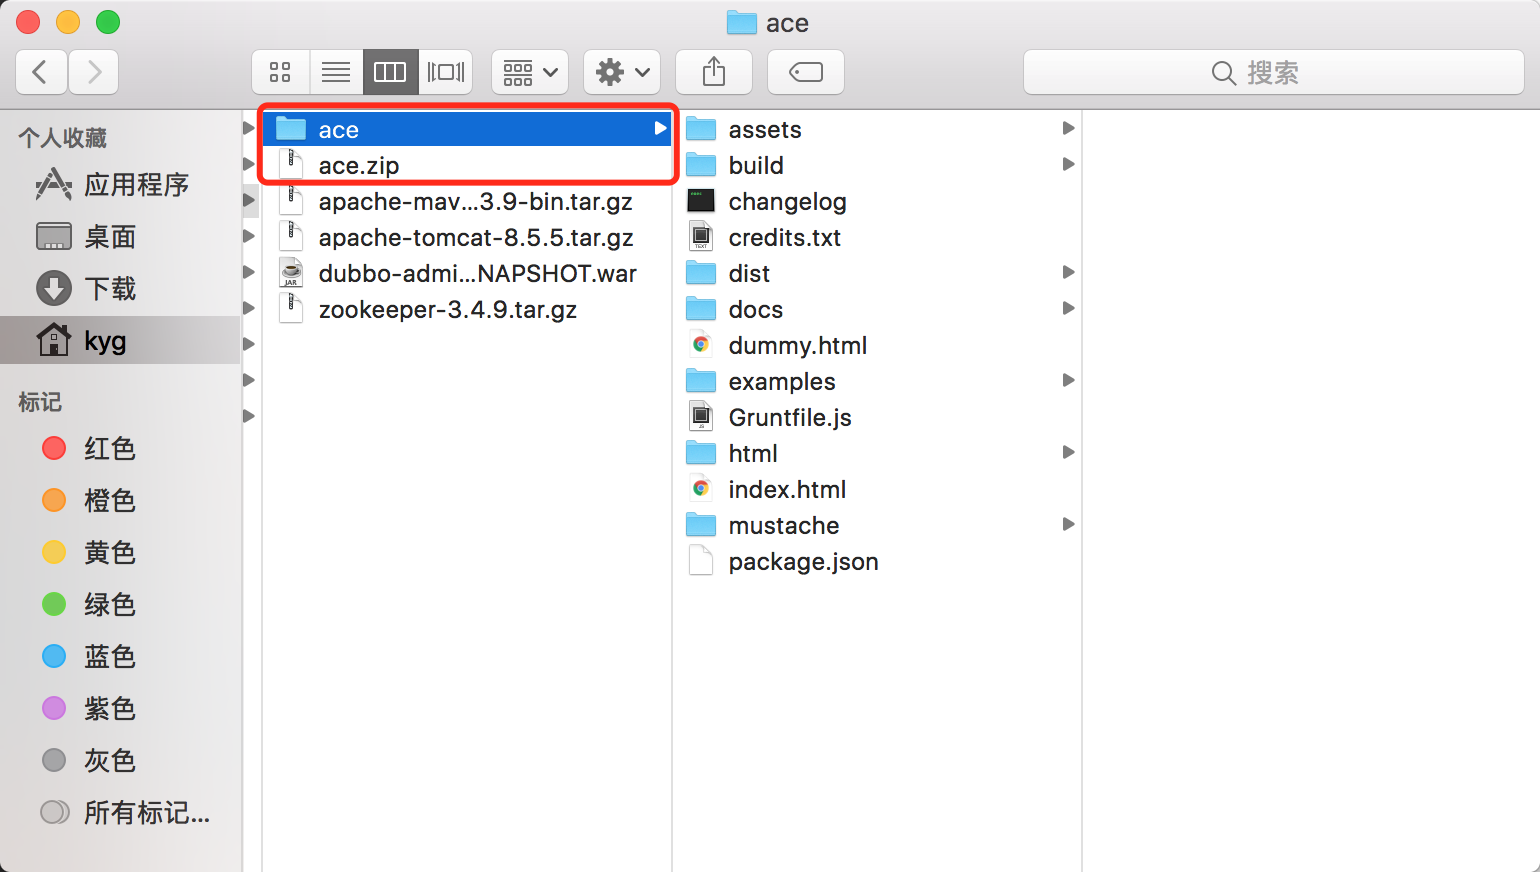 ace
搜索
个人收藏
应用程序
桌面
下载
kyg
标记
红色
橙色
黄色
绿色
蓝色
紫色
灰色
所有标记...
ace
ace.zip
apache-mav...3.9-bin.tar.gz
apache-tomcat-8.5.5.tar.gz
dubbo-admi...NAPSHOT.war
zookeeper-3.4.9.tar.gz
assets
build
changelog
credits.txt
dist
docs
dummy.html
examples
Gruntfile.js
html
index.html
mustache
package.json
JAR
TEXT
JS